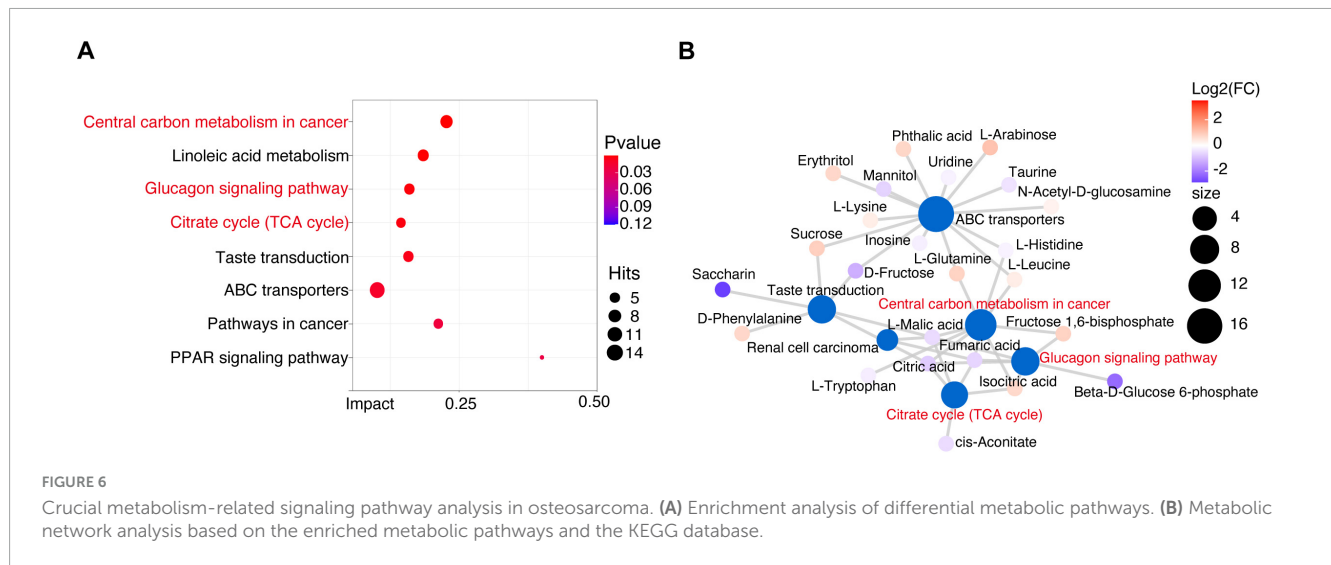 A
Central carbon metabolism in cancer
Linoleic acid metabolism
Glucagon signaling pathway
Citrate cycle (TCA cycle)
Taste transduction
ABC transporters
Pathways in cancer
PPAR signaling pathway
Impact
0.25
0.50
Pvalue
0.03
0.06
0.09
0.12
Hits
5
8
11
14
B
Phthalic acid
L-Arabinose
Erythritol
Uridine
Mannitol
Taurine
N-Acetyl-D-glucosamine
L-Lysine
ABC transporters
Sucrose
Inosine
L-Histidine
L-Glutamine
L-Leucine
Saccharin
D-Fructose
Taste transduction
Central carbon metabolism in cancer
D-Phenylalanine
L-Malic acid
Fructose 1,6-bisphosphate
Renal cell carcinoma
Fumaric acid
Glucagon signaling pathway
Citric acid
L-Tryptophan
Isocitric acid
Beta-D-Glucose 6-phosphate
Citrate cycle (TCA cycle)
cis-Aconitate
Log2(FC)
2
0
-2
size
4
8
12
16
FIGURE 6
Crucial metabolism-related signaling pathway analysis in osteosarcoma. (A) Enrichment analysis of differential metabolic pathways. (B) Metabolic
network analysis based on the enriched metabolic pathways and the KEGG database.